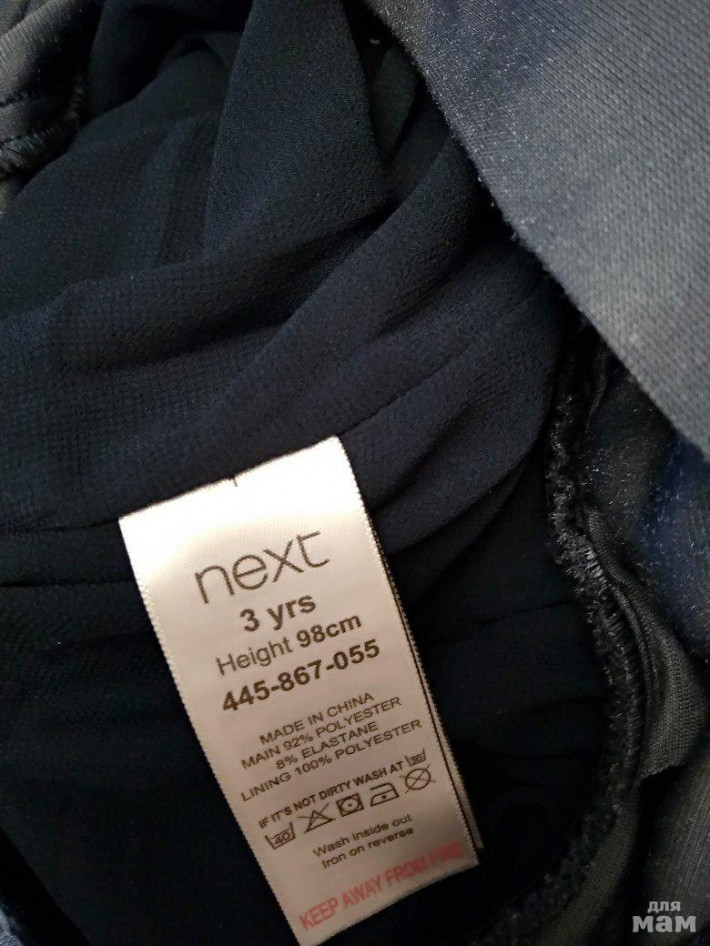 next
3 yrs
Height 98cm
445-867-055
MADE IN CHINA
MAIN 92% POLYESTER
8% ELASTANE
LINING 100% POLYESTER
IF IT'S NOT DIRTY WASH AT
40
Wash inside out
Iron on reverse
KEEP AWAY FROM FIRE
для
мам